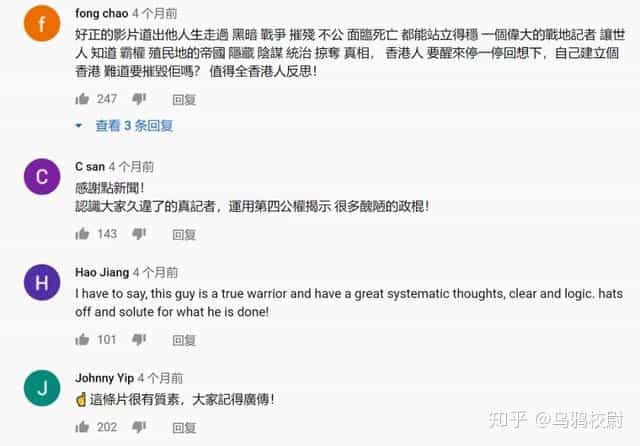 f
fong chao 4 个月前
好正的影片道出他人生走過 黑暗 戰爭 摧殘 不公 面臨死亡 都能站立得穩 一個偉大的戰地記者 讓世
人 知道 霸權 殖民地的帝國 隱藏 陰謀 統治 掠奪 真相， 香港人 要醒來停一停回想下，自己建立個
香港 難道要摧毀佢嗎？ 值得全香港人反思！
247 回复
查看 3 条回复
C
C san 4 个月前
感謝點新聞！
認識大家久違了的真記者，運用第四公權揭示 很多醜陋的政棍！
143 回复
H
Hao Jiang 4 个月前
I have to say, this guy is a true warrior and have a great systematic thoughts, clear and logic. hats
off and solute for what he is done!
101 回复
J
Johnny Yip 4 个月前
☝這條片很有質素，大家記得廣傳！
202 回复
知乎 @乌鸦校尉